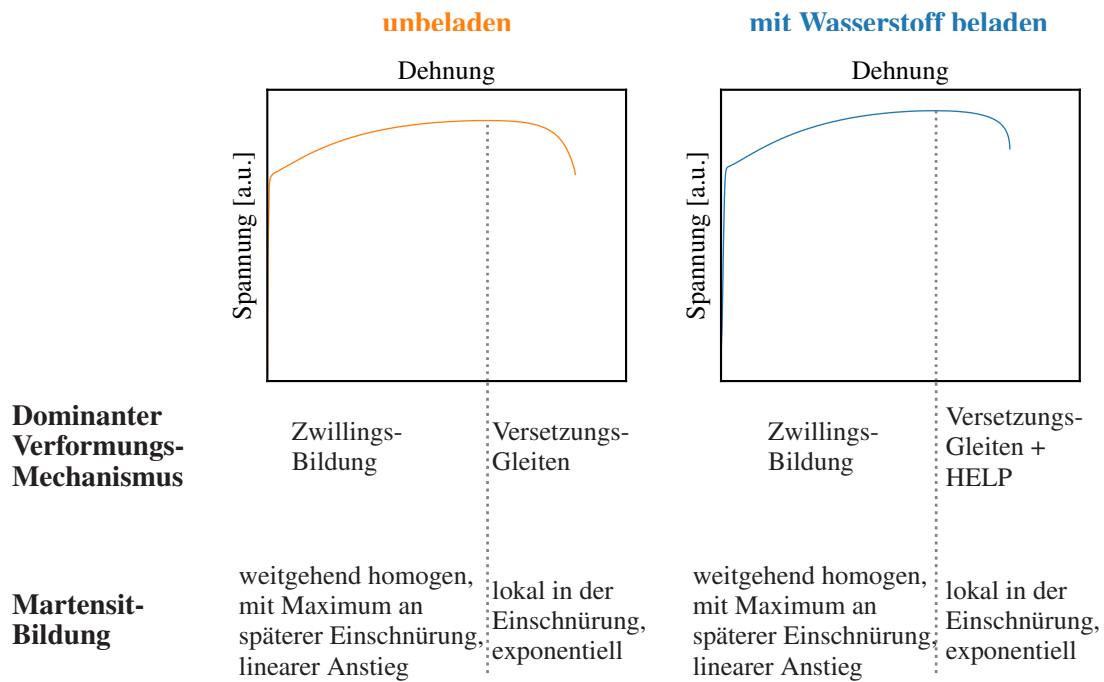 unbeladen
mit Wasserstoff beladen
Dehnung
Dehnung
Spannung [a.u.]
Spannung [a.u.]
Dominanter
Verformungs-
Mechanismus
Zwillings-
Bildung
Versetzungs-
Gleiten
Zwillings-
Bildung
Versetzungs-
Gleiten +
HELP
Martensit-
Bildung
weitgehend homogen,
mit Maximum an
späterer Einschnürung,
linearer Anstieg
lokal in der
Einschnürung,
exponentiell
weitgehend homogen,
mit Maximum an
späterer Einschnürung,
linearer Anstieg
lokal in der
Einschnürung,
exponentiell